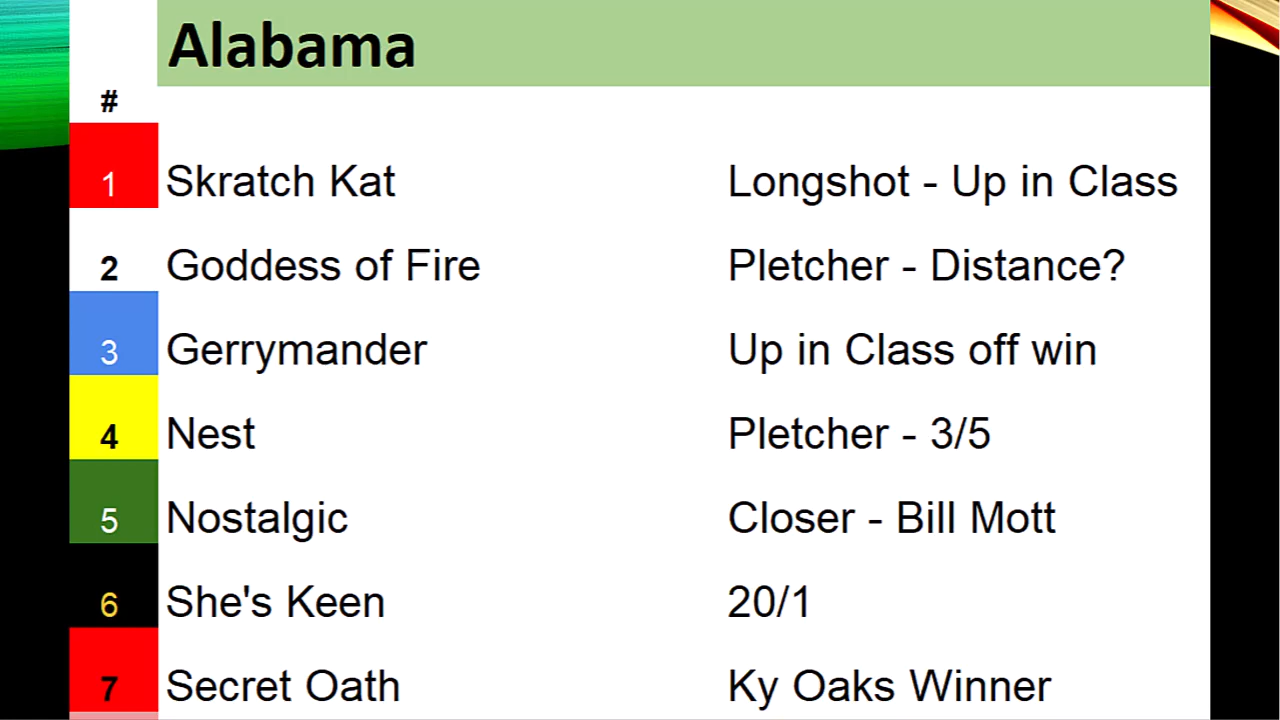 Alabama
#
1 Skratch Kat Longshot - Up in Class
2 Goddess of Fire Pletcher - Distance?
3 Gerrymander Up in Class off win
4 Nest Pletcher - 3/5
5 Nostalgic Closer - Bill Mott
6 She's Keen 20/1
7 Secret Oath Ky Oaks Winner